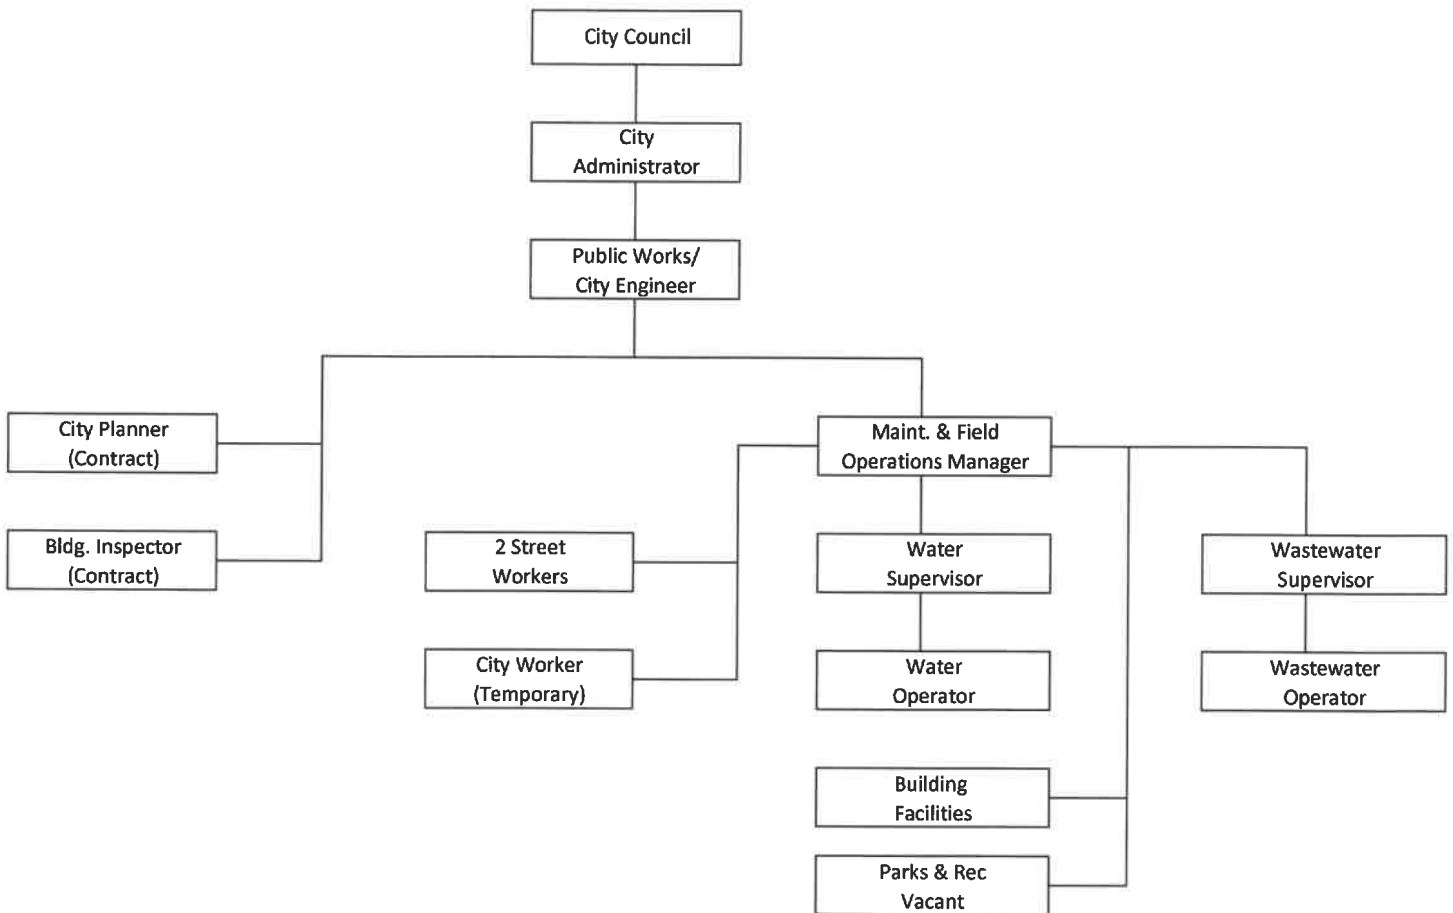 City Council
City
Administrator
Public Works/
City Engineer
City Planner
(Contract)
Maint. & Field
Operations Manager
Bldg. Inspector
(Contract)
2 Street
Workers
Water
Supervisor
Wastewater
Supervisor
City Worker
(Temporary)
Water
Operator
Wastewater
Operator
Building
Facilities
Parks & Rec
Vacant